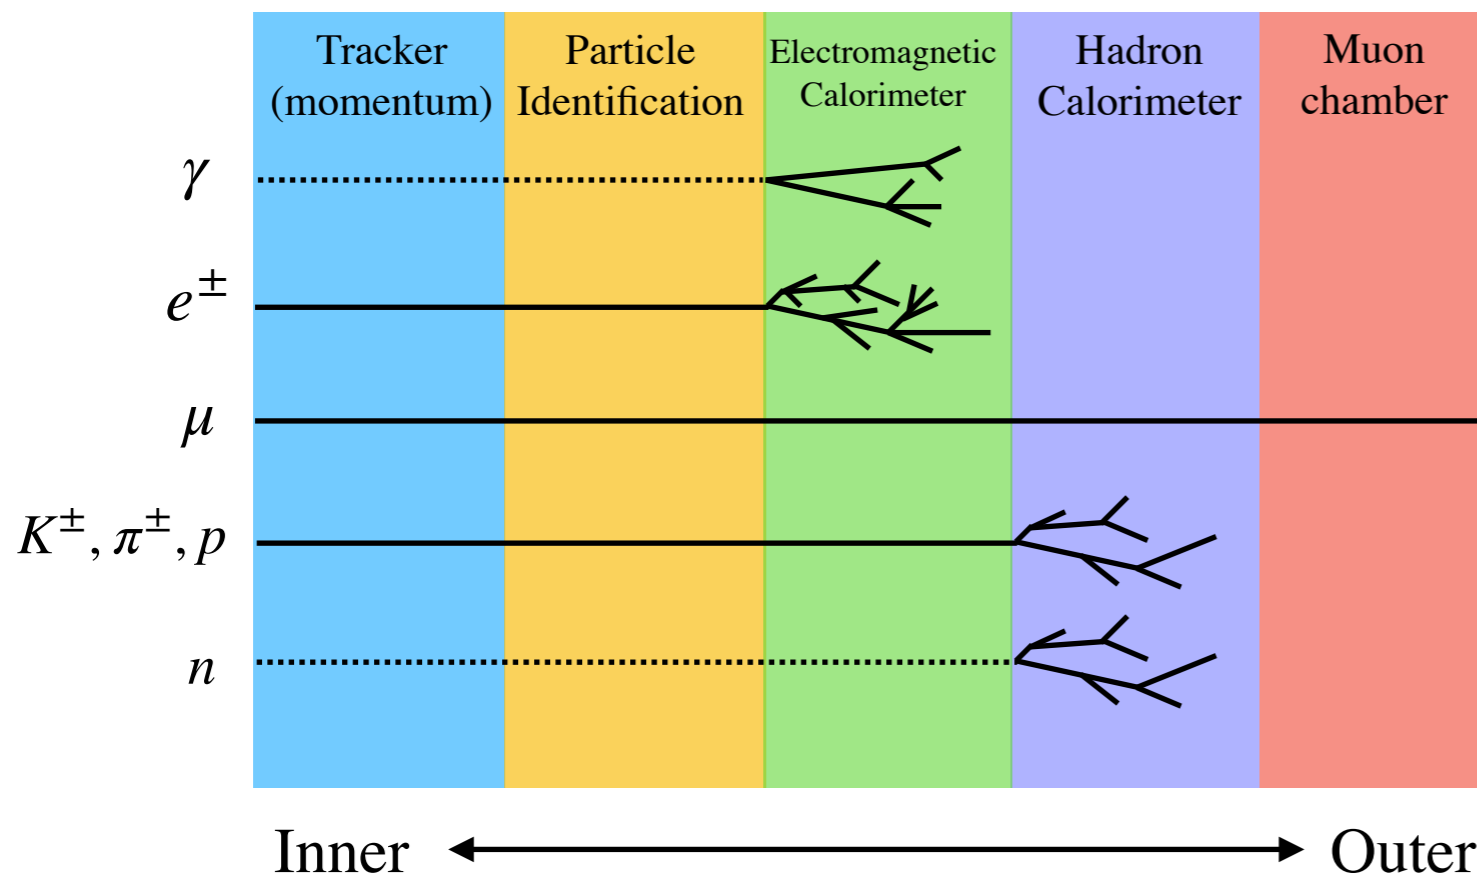 Tracker
(momentum)
Particle
Identification
Electromagnetic
Calorimeter
Hadron
Calorimeter
Muon
chamber
γ
e±
μ
K±, π±, p
n
Inner
Outer